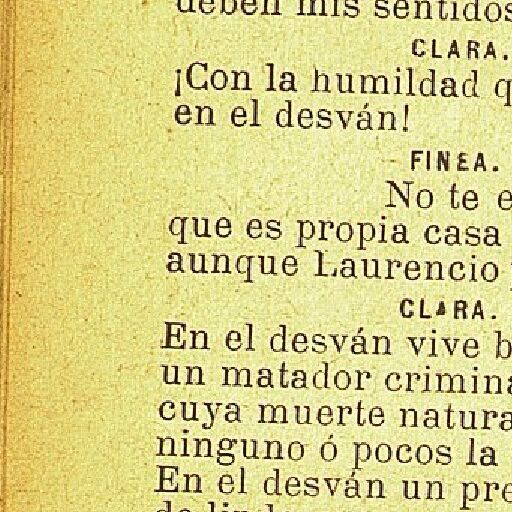 deben mis sentidos
CLARA.
¡Con la humildad q
en el desván!
FINEA.
No te e
que es propia casa
aunque Laurencio
CLARA.
En el desván vive b
un matador crimina
cuya muerte natura
ninguno ó pocos la
En el desván un pre